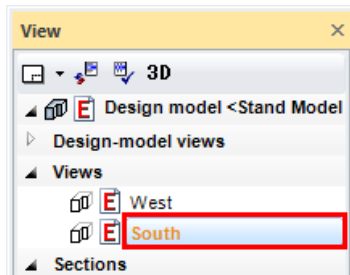 View
3D
E Design model <Stand Model
Design-model views
Views
E West
E South
Sections